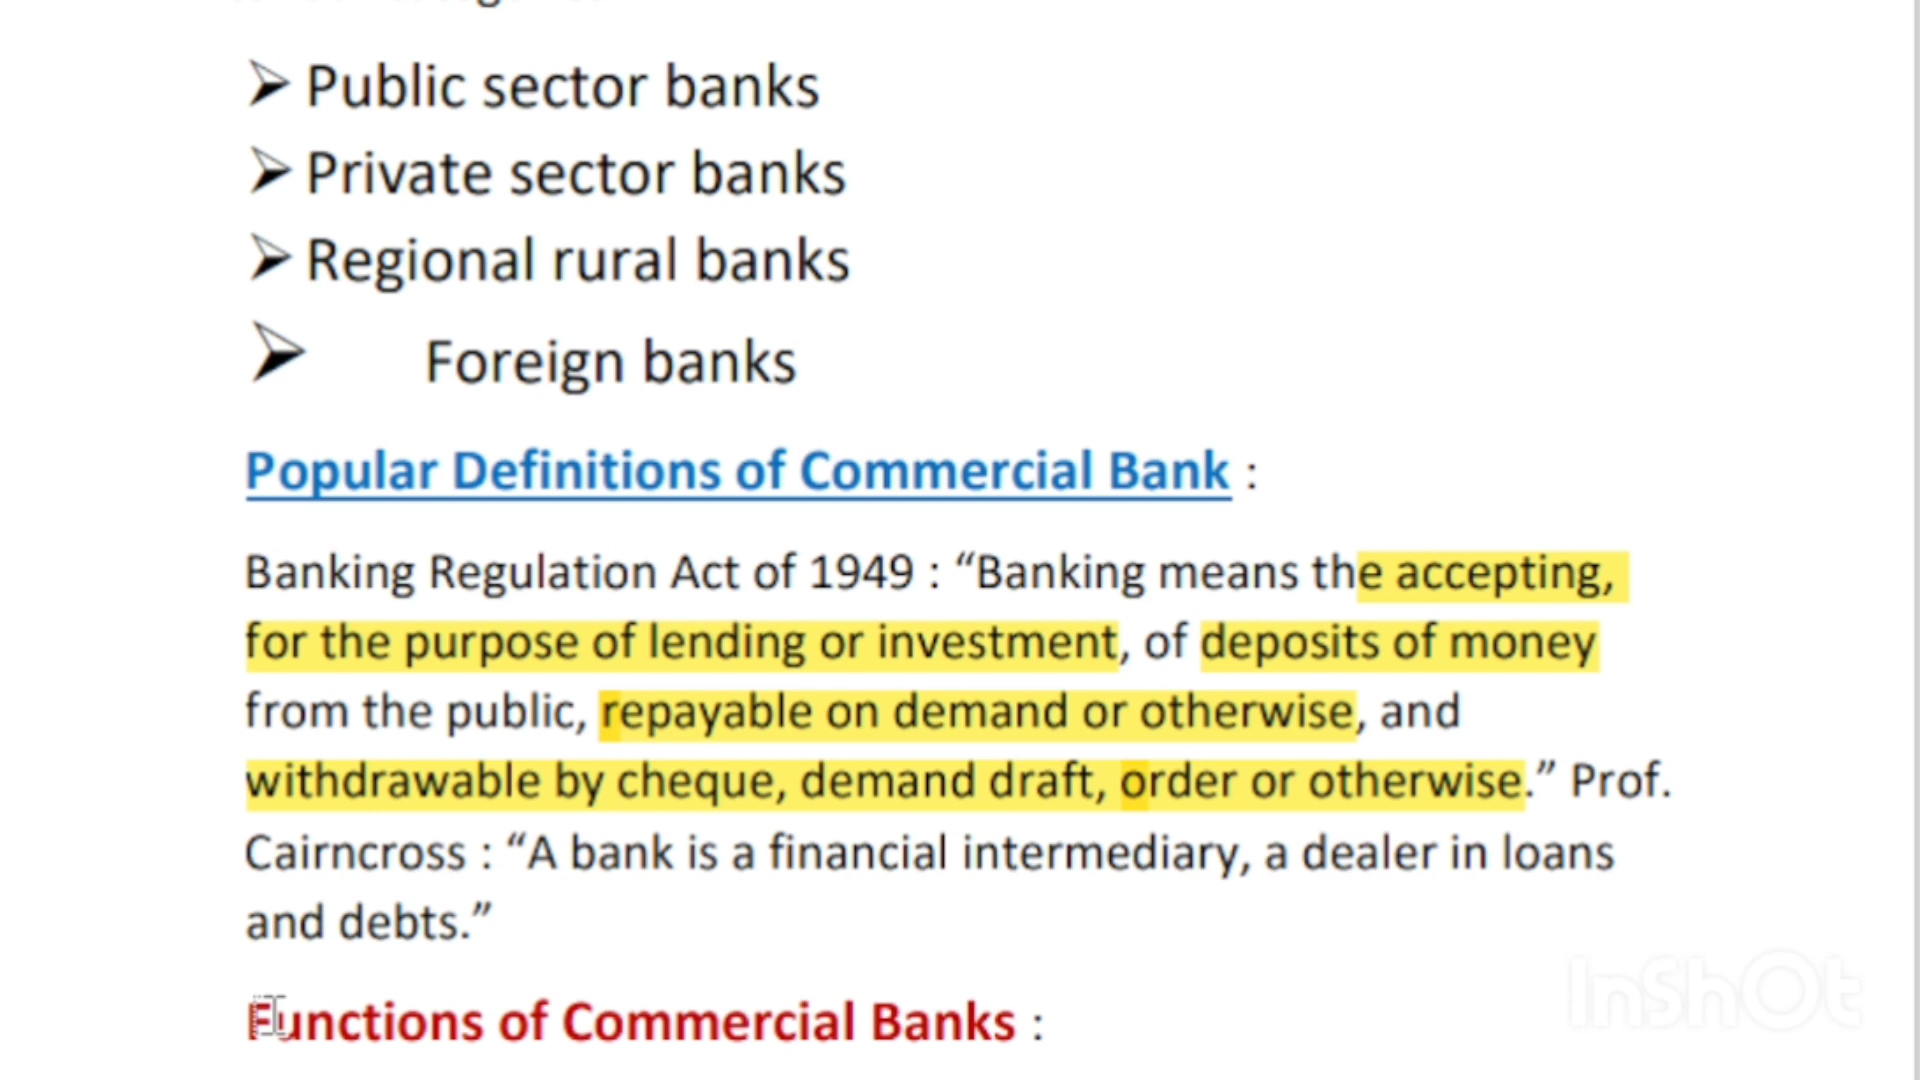 Public sector banks
Private sector banks
Regional rural banks
Foreign banks
Popular Definitions of Commercial Bank :
Banking Regulation Act of 1949 : “Banking means the accepting,
for the purpose of lending or investment, of deposits of money
from the public, repayable on demand or otherwise, and
withdrawable by cheque, demand draft, order or otherwise.” Prof.
Cairncross : “A bank is a financial intermediary, a dealer in loans
and debts.”
InShOt
Functions of Commercial Banks :